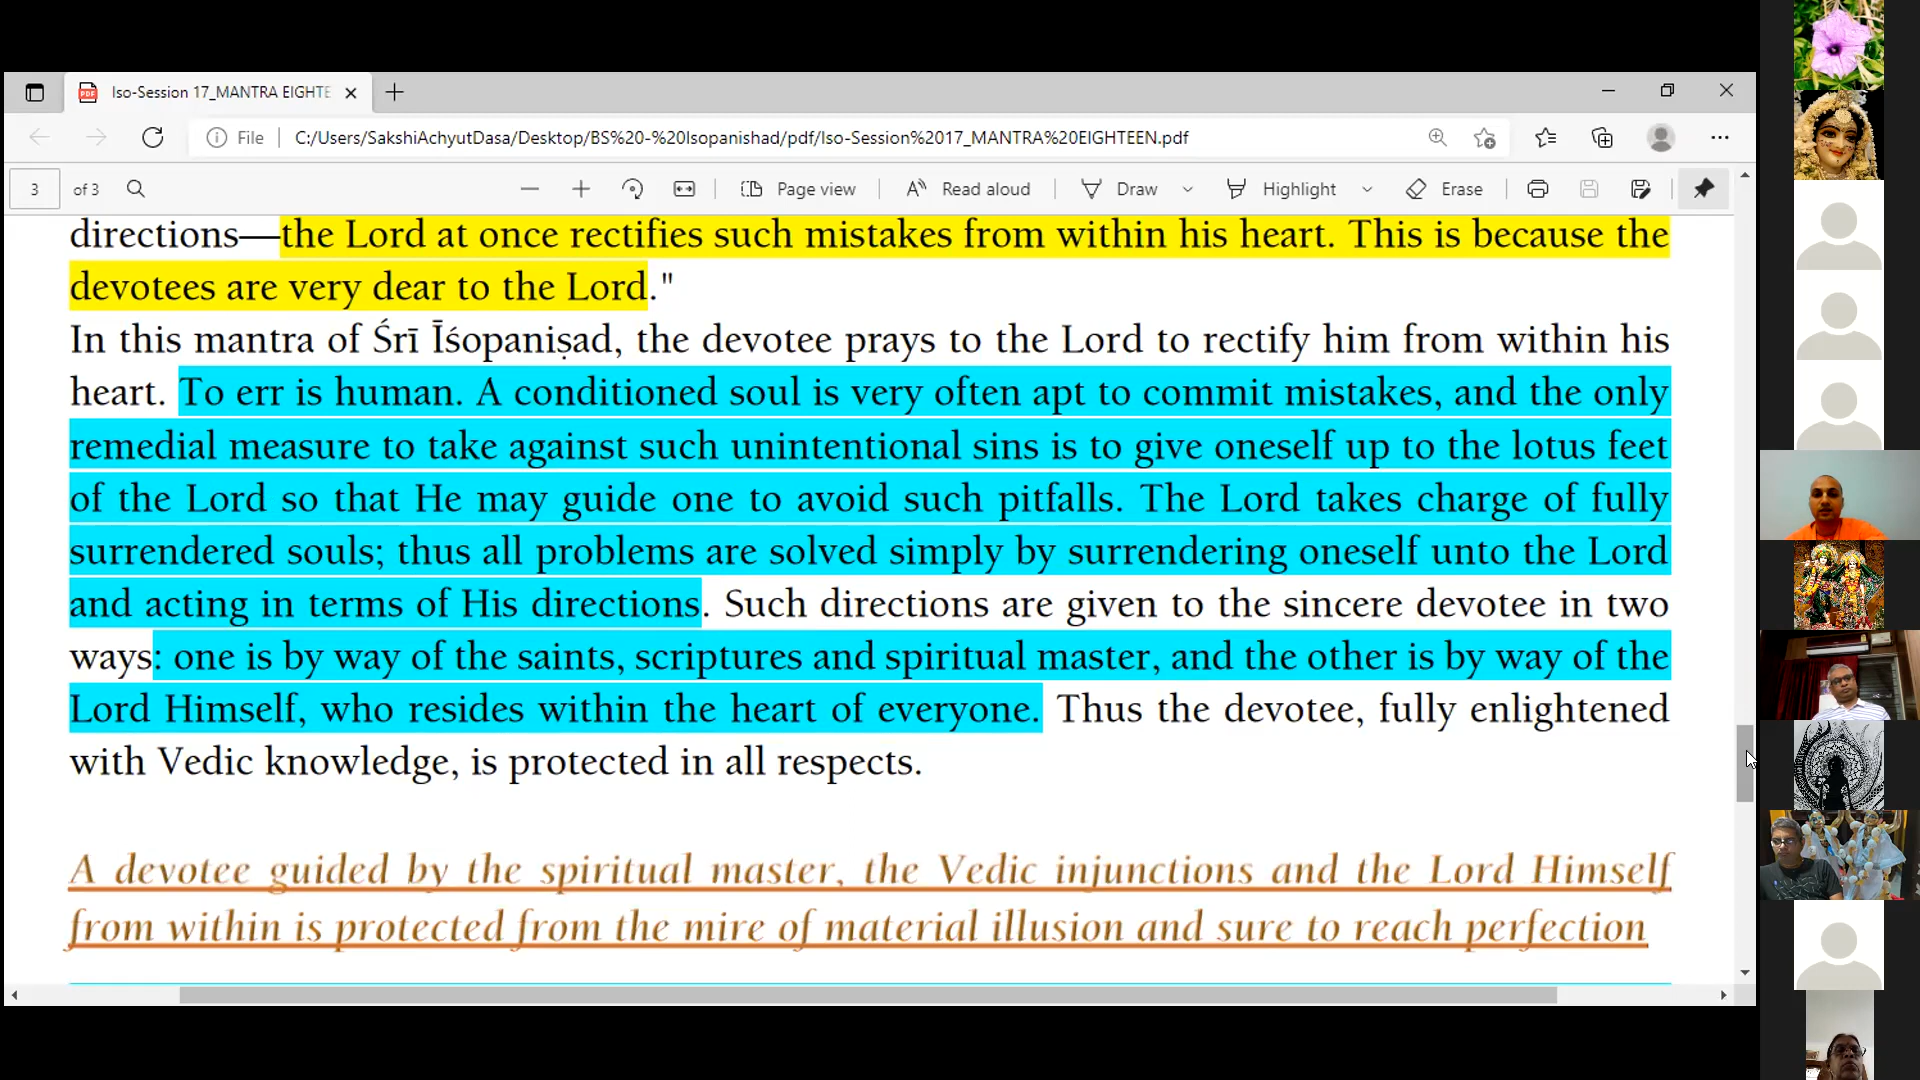 Iso-Session 17_MANTRA EIGHTE
File C:/Users/SakshiAchyutDasa/Desktop/BS%20-%20Isopanishad/pdf/Iso-Session%2017_MANTRA%20EIGHTEEN.pdf
3 of 3 Page view Read aloud Draw Highlight Erase
directions—the Lord at once rectifies such mistakes from within his heart. This is because the
devotees are very dear to the Lord."
In this mantra of Śrī Īśopaniṣad, the devotee prays to the Lord to rectify him from within his
heart. To err is human. A conditioned soul is very often apt to commit mistakes, and the only
remedial measure to take against such unintentional sins is to give oneself up to the lotus feet
of the Lord so that He may guide one to avoid such pitfalls. The Lord takes charge of fully
surrendered souls; thus all problems are solved simply by surrendering oneself unto the Lord
and acting in terms of His directions. Such directions are given to the sincere devotee in two
ways: one is by way of the saints, scriptures and spiritual master, and the other is by way of the
Lord Himself, who resides within the heart of everyone. Thus the devotee, fully enlightened
with Vedic knowledge, is protected in all respects.
A devotee guided by the spiritual master, the Vedic injunctions and the Lord Himself
from within is protected from the mire of material illusion and sure to reach perfection